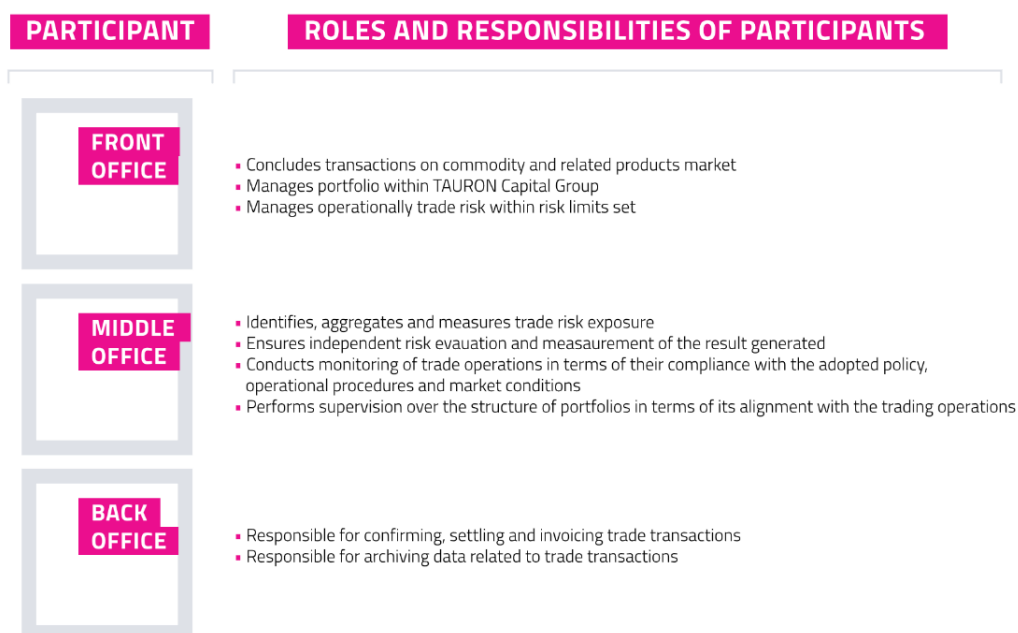 PARTICIPANT
ROLES AND RESPONSIBILITIES OF PARTICIPANTS
FRONT
OFFICE
▪ Concludes transactions on commodity and related products market
▪ Manages portfolio within TAURON Capital Group
▪ Manages operationally trade risk within risk limits set
MIDDLE
OFFICE
▪ Identifies, aggregates and measures trade risk exposure
▪ Ensures independent risk evauation and measaurement of the result generated
▪ Conducts monitoring of trade operations in terms of their compliance with the adopted policy,
operational procedures and market conditions
▪ Performs supervision over the structure of portfolios in terms of its alignment with the trading operations
BACK
OFFICE
▪ Responsible for confirming, settling and invoicing trade transactions
▪ Responsible for archiving data related to trade transactions